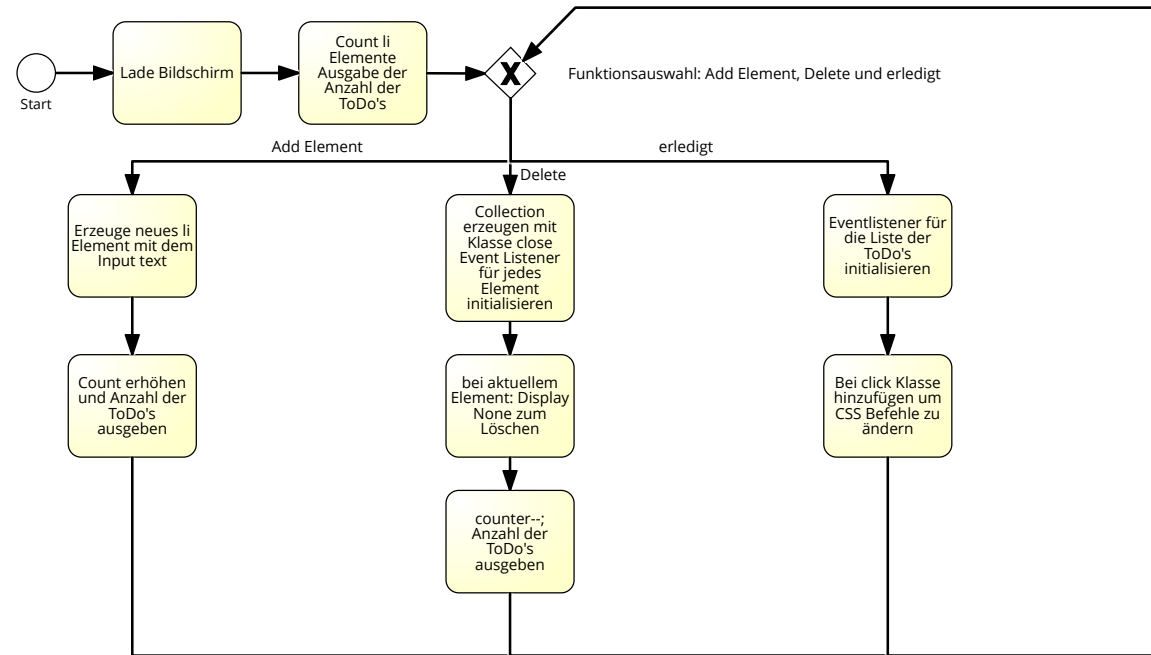 Start
Lade Bildschirm
Count li
Elemente
Ausgabe der
Anzahl der
ToDo's
Funktionsauswahl: Add Element, Delete und erledigt
Add Element
Delete
erledigt
Erzeuge neues li
Element mit dem
Input text
Collection
erzeugen mit
Klasse close
Event Listener
für jedes
Element
initialisieren
Eventlistener für
die Liste der
ToDo's
initialisieren
Count erhöhen
und Anzahl der
ToDo's
ausgeben
bei aktuellem
Element: Display
None zum
Löschen
Bei click Klasse
hinzufügen um
CSS Befehle zu
ändern
counter--;
Anzahl der
ToDo's
ausgeben